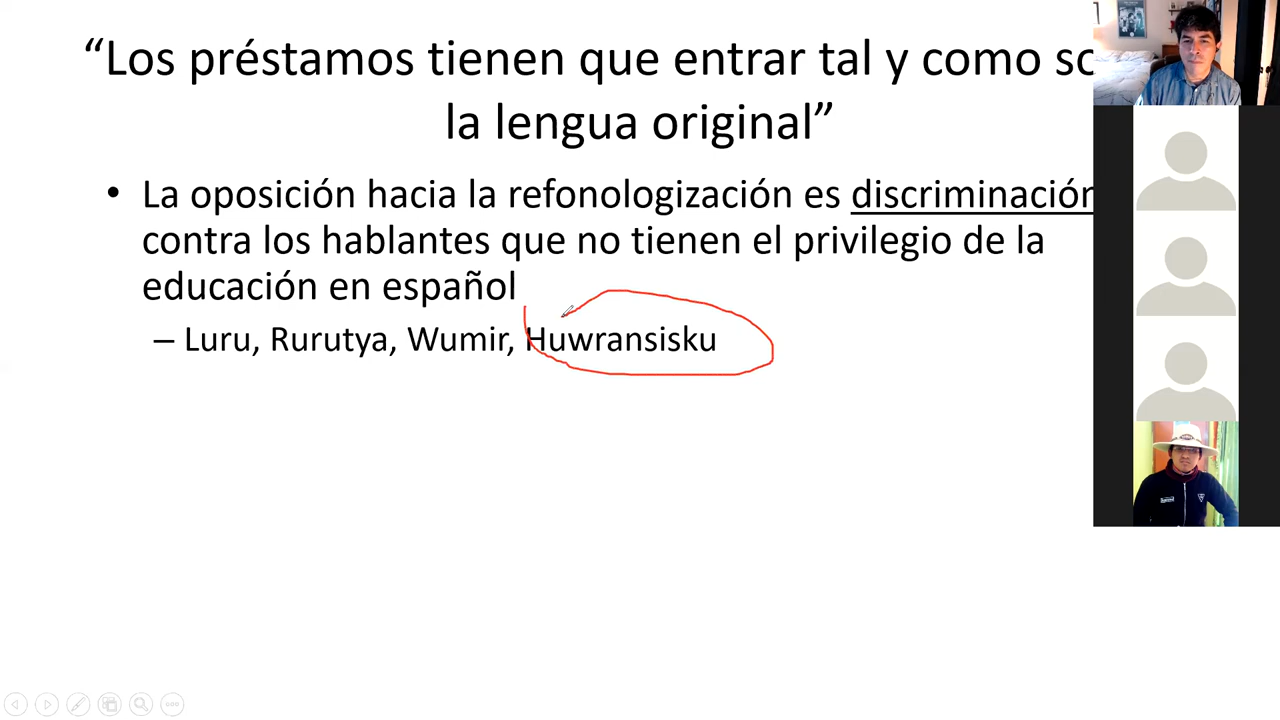 “Los préstamos tienen que entrar tal y como
la lengua original”
• La oposición hacia la refonologización es discriminación
contra los hablantes que no tienen el privilegio de la
educación en español
– Luru, Rurutya, Wumir, Huwransisku